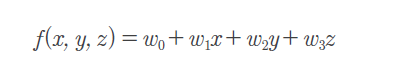 f(x, y, z) = w₀ + w₁x + w₂y + w₃z